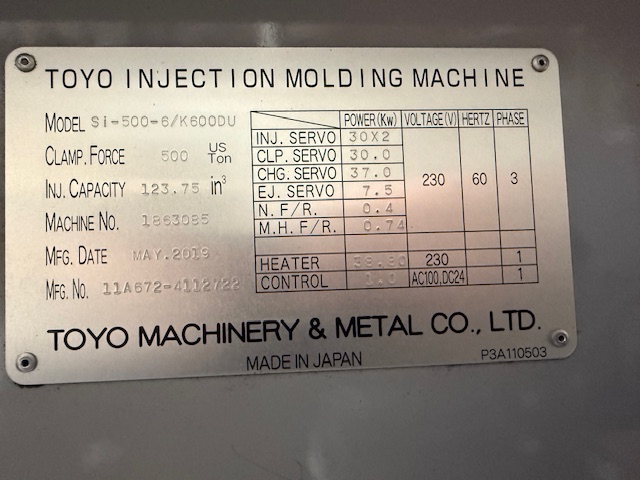 TOYO INJECTION MOLDING MACHINE
MODEL Si-500-6/K600DU
CLAMP. FORCE 500 US Ton
INJ. CAPACITY 123.75 in³
MACHINE No. 1863085
MFG. DATE MAY.2019
MFG. No. 11A672-4112722
POWER(Kw) VOLTAGE(V) HERTZ PHASE
INJ. SERVO 30X2
CLP. SERVO 30.0
CHG. SERVO 37.0
EJ. SERVO 7.5
N. F/R. 0.4
M.H. F/R. 0.74
230 60 3
HEATER 230 1
CONTROL 1.0 AC100,DC24 1
TOYO MACHINERY & METAL CO., LTD.
MADE IN JAPAN
P3A110503